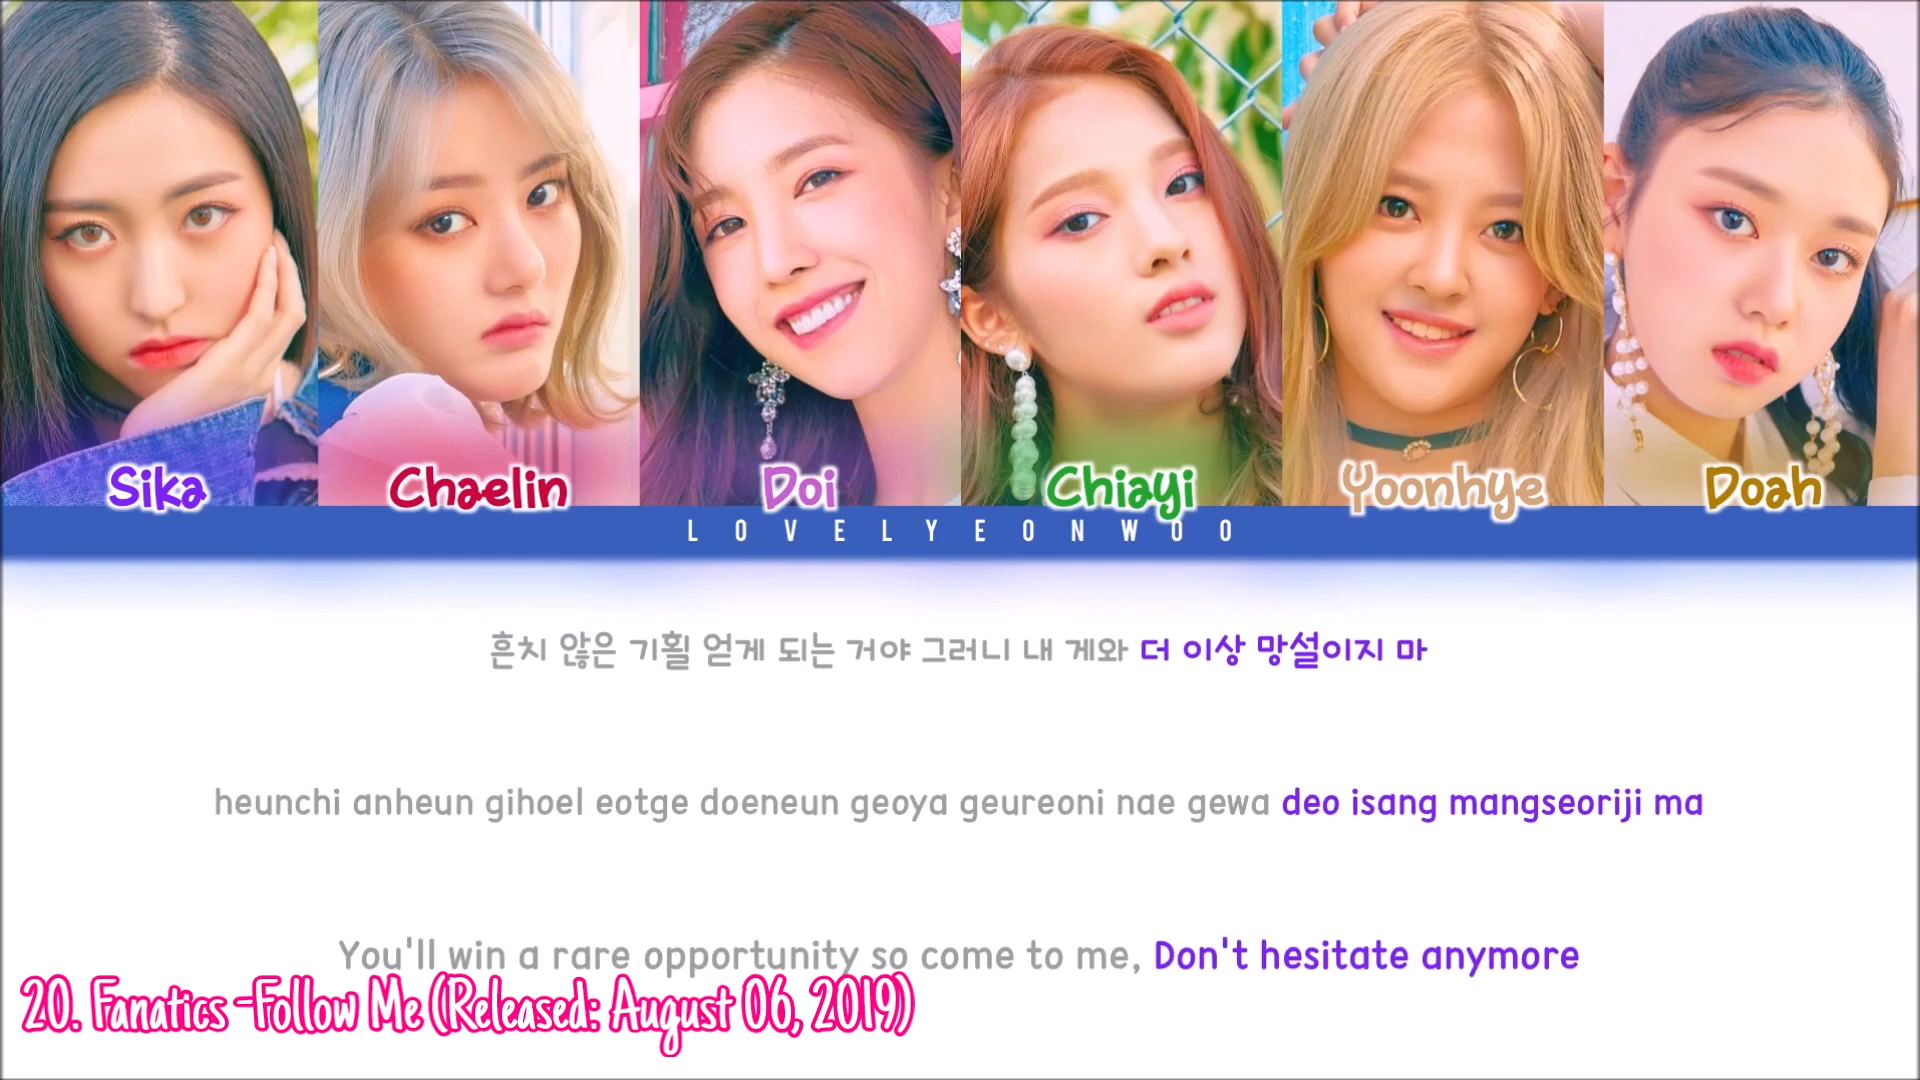 Sika Chaelin Doi Chiayi Yoonhye Doah
LOVELYEONWOO
흔치 않은 기횔 얻게 되는 거야 그러니 내 게와 더 이상 망설이지 마
heunchi anheun gihoel eotge doeneun geoya geureoni nae gewa deo isang mangseoriji ma
You'll win a rare opportunity so come to me, Don't hesitate anymore
20. Fanatics -Follow Me (Released: August 06, 2019)